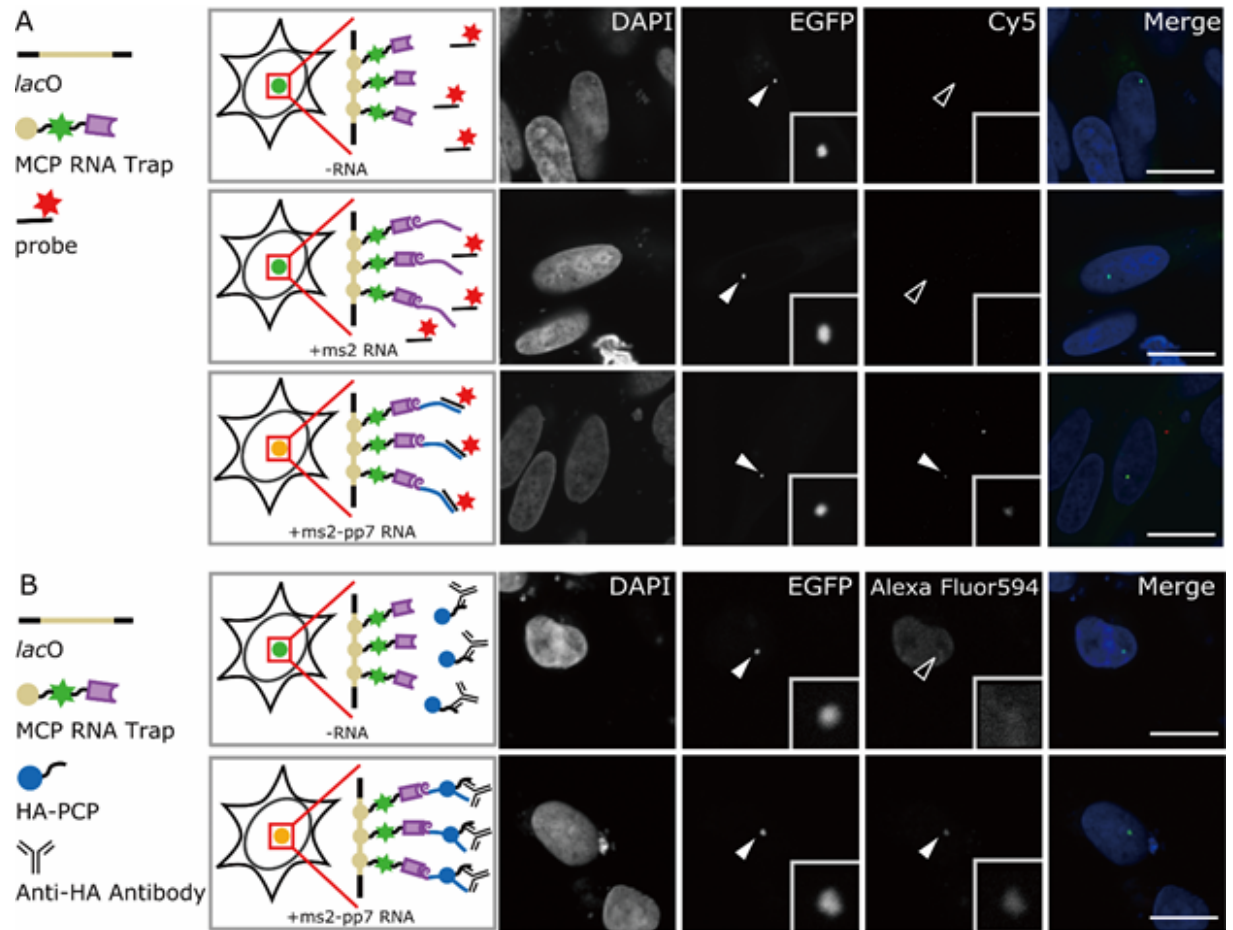 A
lacO
MCP RNA Trap
probe
DAPI
EGFP
Cy5
Merge
-RNA
+ms2 RNA
+ms2-pp7 RNA
B
lacO
MCP RNA Trap
HA-PCP
Anti-HA Antibody
DAPI
EGFP
Alexa Fluor594
Merge
-RNA
+ms2-pp7 RNA